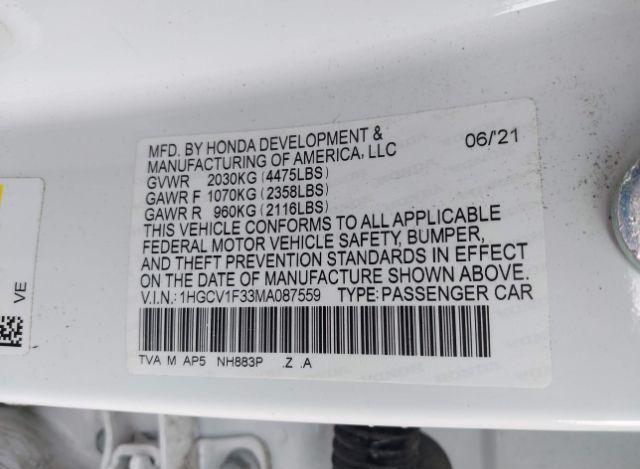 MFD. BY HONDA DEVELOPMENT & 06/'21
MANUFACTURING OF AMERICA, LLC
GVWR 2030KG (4475LBS)
GAWR F 1070KG (2358LBS)
GAWR R 960KG (2116LBS)
THIS VEHICLE CONFORMS TO ALL APPLICABLE
FEDERAL MOTOR VEHICLE SAFETY, BUMPER,
AND THEFT PREVENTION STANDARDS IN EFFECT
ON THE DATE OF MANUFACTURE SHOWN ABOVE.
V.I.N.: 1HGCV1F33MA087559 TYPE: PASSENGER CAR
TVA M AP5 NH883P .Z .A
VE